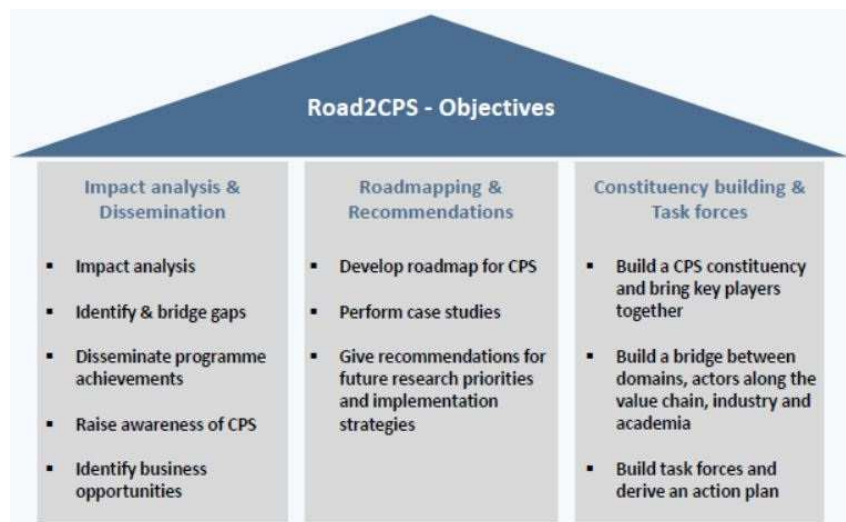 Road2CPS - Objectives
Impact analysis &
Dissemination
▪ Impact analysis
▪ Identify & bridge gaps
▪ Disseminate programme
achievements
▪ Raise awareness of CPS
▪ Identify business
opportunities
Roadmapping &
Recommendations
▪ Develop roadmap for CPS
▪ Perform case studies
▪ Give recommendations for
future research priorities
and implementation
strategies
Constituency building &
Task forces
▪ Build a CPS constituency
and bring key players
together
▪ Build a bridge between
domains, actors along the
value chain, industry and
academia
▪ Build task forces and
derive an action plan